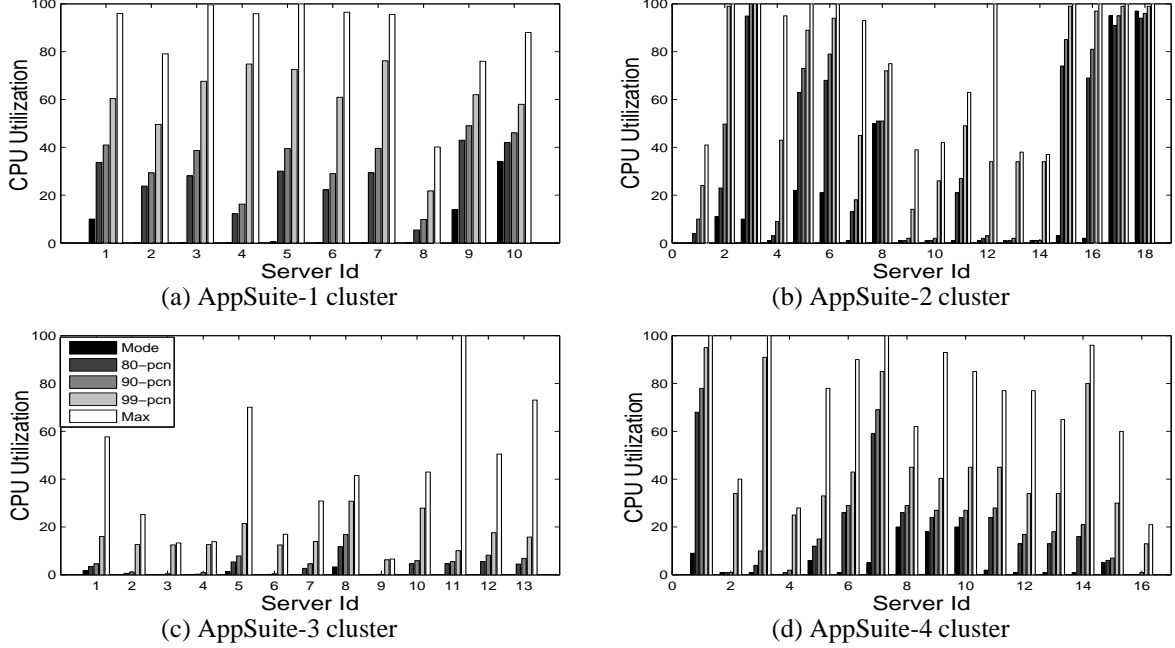 100
80
60
40
20
0
CPU Utilization
1 2 3 4 5 6 7 8 9 10
Server Id
(a) AppSuite-1 cluster
100
80
60
40
20
0
CPU Utilization
0 2 4 6 8 10 12 14 16 18
Server Id
(b) AppSuite-2 cluster
100
80
60
40
20
0
CPU Utilization
Mode
80-pcn
90-pcn
99-pcn
Max
1 2 3 4 5 6 7 8 9 10 11 12 13
Server Id
(c) AppSuite-3 cluster
100
80
60
40
20
0
CPU Utilization
0 2 4 6 8 10 12 14 16
Server Id
(d) AppSuite-4 cluster